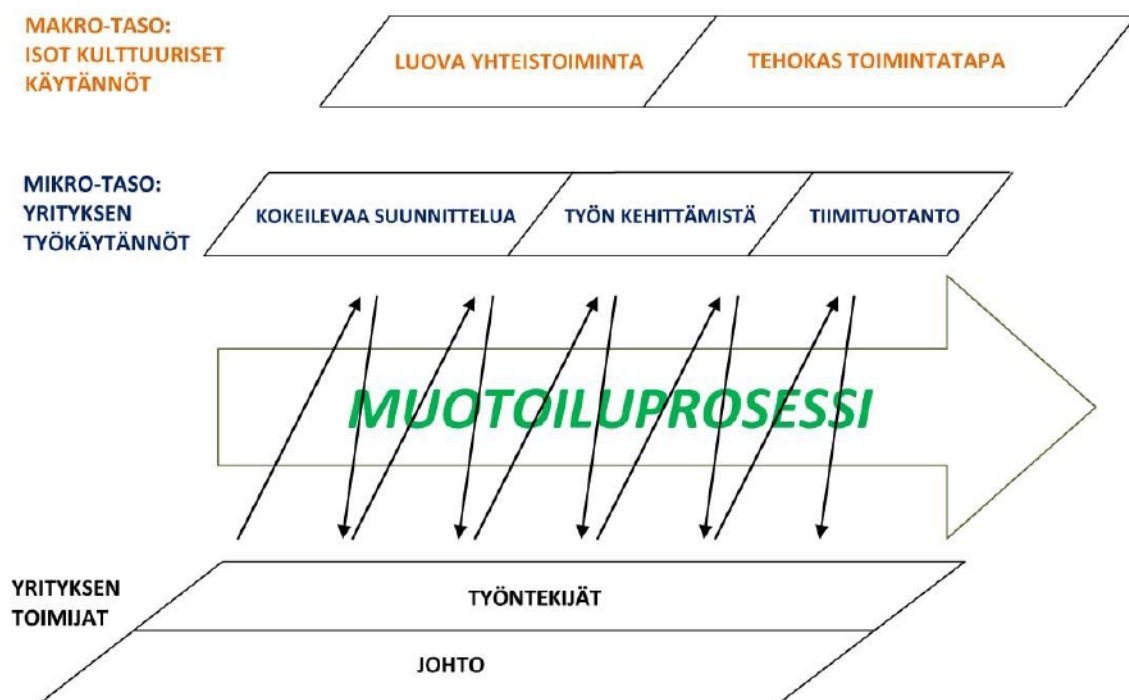 MAKRO-TASO:
ISOT KULTTUURISET
KÄYTÄNNÖT
LUOVA YHTEISTOIMINTA
TEHOKAS TOIMINTATAPA
MIKRO-TASO:
YRITYKSEN
TYÖKÄYTÄNNÖT
KOKEILEVAA SUUNNITTELUA
TYÖN KEHITTÄMISTÄ
TIIMITUOTANTO
MUOTOILUPROSESSI
YRITYKSEN
TOIMIJAT
TYÖNTEKIJÄT
JOHTO